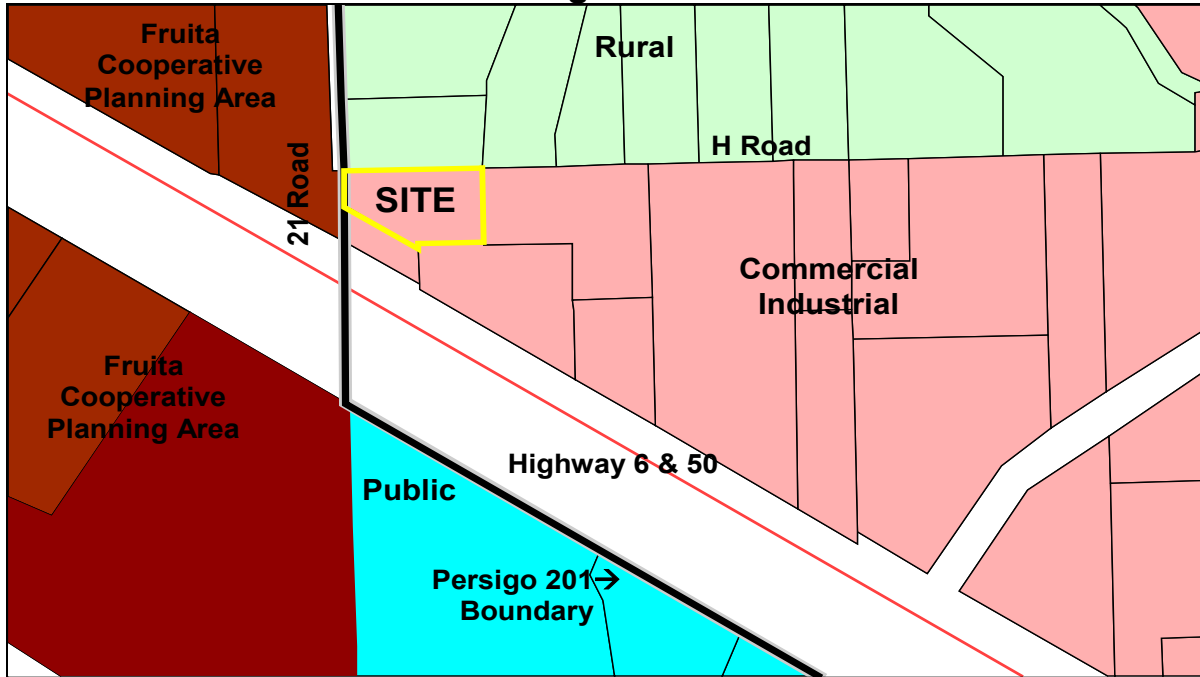 Fruita
Cooperative
Planning Area
Rural
H Road
21 Road
SITE
Commercial
Industrial
Fruita
Cooperative
Planning Area
Highway 6 & 50
Public
Persigo 201→
Boundary